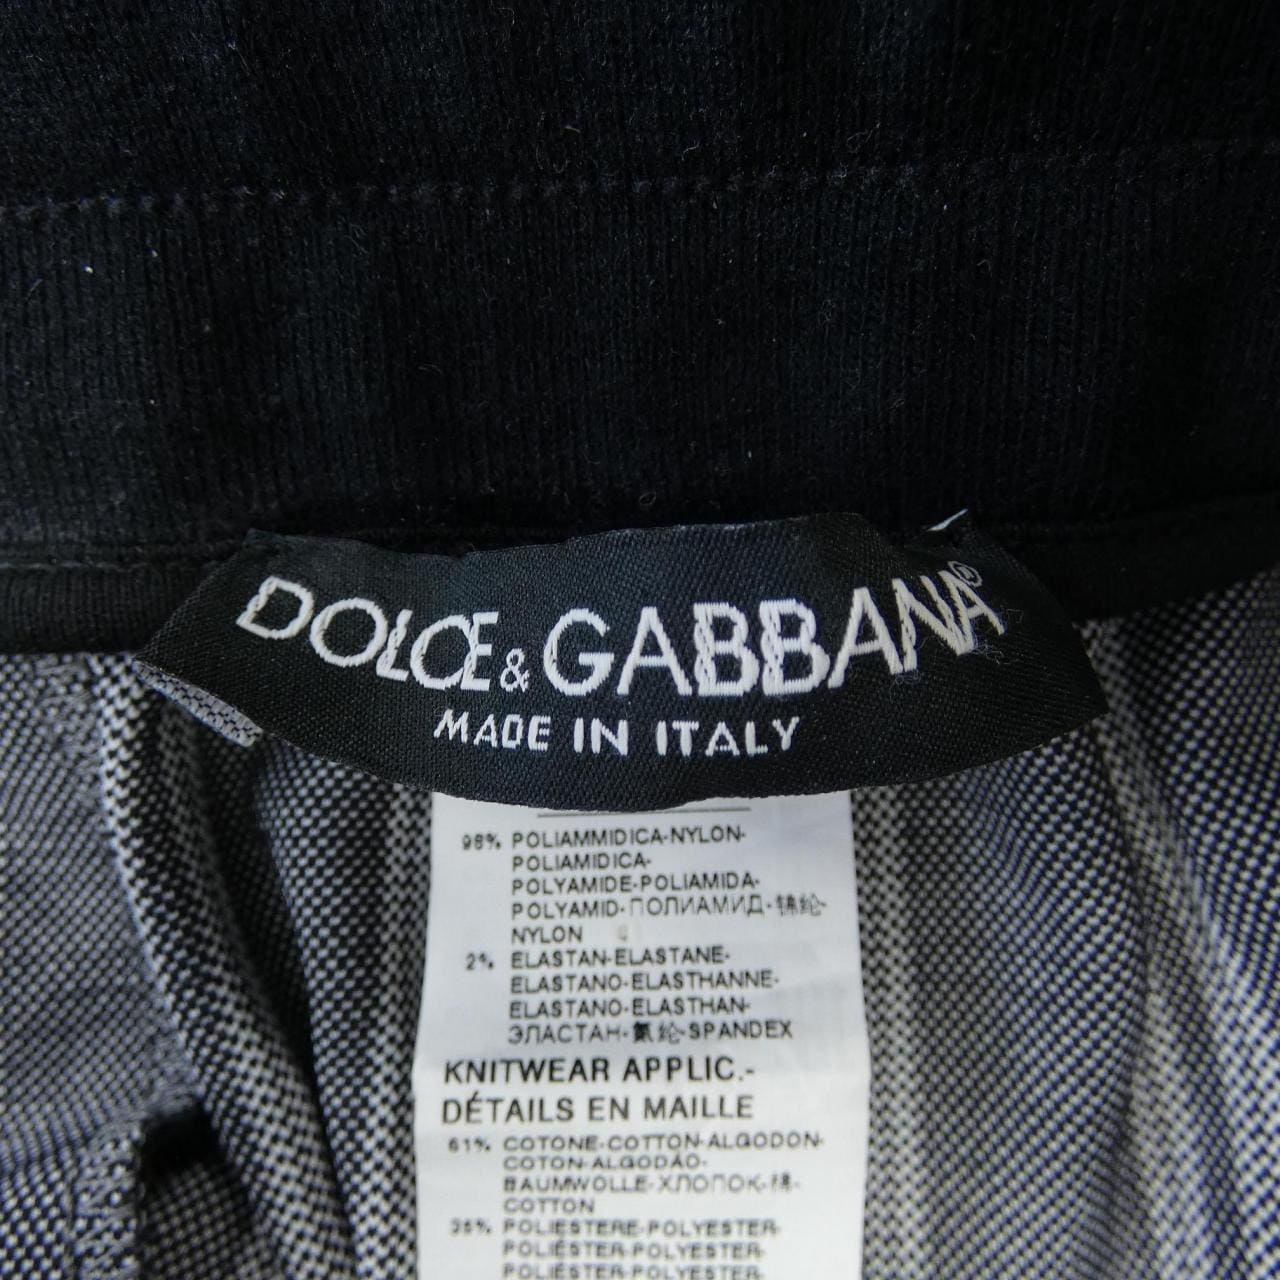 DOLCE & GABBANA®
MADE IN ITALY
98% POLIAMMIDICA-NYLON-
POLIAMIDICA-
POLYAMIDE-POLIAMIDA-
POLYAMID-ПОЛИАМИД-锦纶-
NYLON
2% ELASTAN-ELASTANE-
ELASTANO-ELASTHANNE-
ELASTANO-ELASTHAN-
ЭЛАСТАН-氨纶-SPANDEX
KNITWEAR APPLIC.-
DÉTAILS EN MAILLE
61% COTONE-COTTON-ALGODON-
COTON-ALGODÃO-
BAUMWOLLE-ХЛОПОК-棉-
COTTON
POLIESTERE-POLYESTER-
POLIÉSTER-POLYESTER-
POLIÉSTER-POLYESTER-